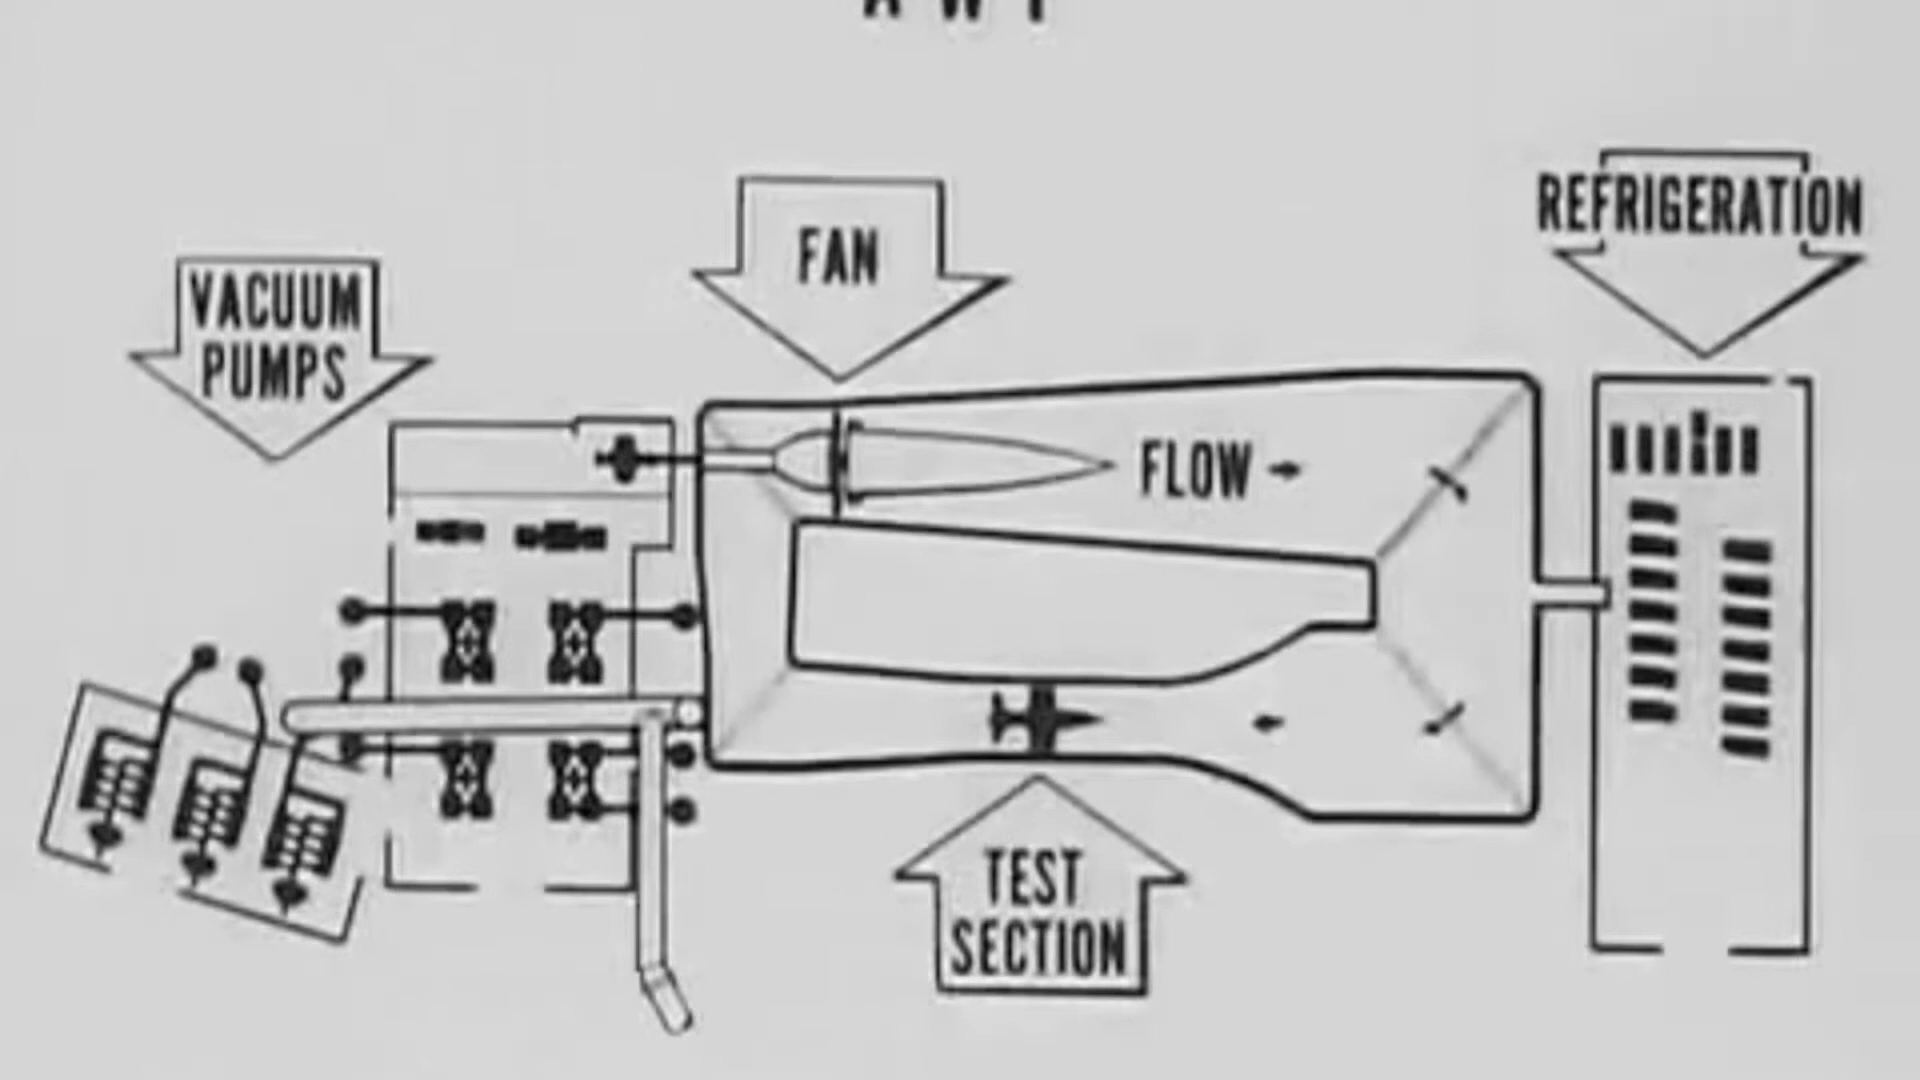 FAN
REFRIGERATION
VACUUM
PUMPS
FLOW
TEST
SECTION